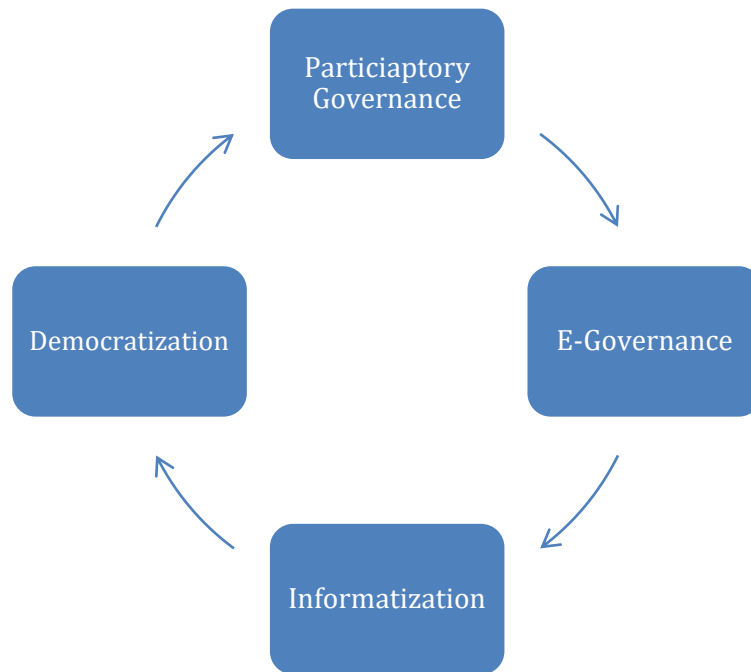 Particiaptory
Governance
E-Governance
Informatization
Democratization